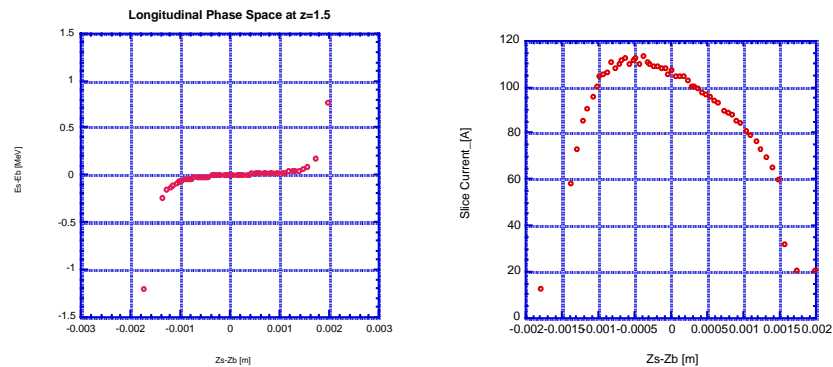 Longitudinal Phase Space at z=1.5
Es-Eb [MeV]
1.5
1
0.5
0
-0.5
-1
-1.5
-0.003 -0.002 -0.001 0 0.001 0.002 0.003
Zs-Zb [m]
Slice Current_[A]
120
100
80
60
40
20
0
-0.002 -0.0015 -0.001 -0.0005 0 0.0005 0.001 0.0015 0.002
Zs-Zb [m]